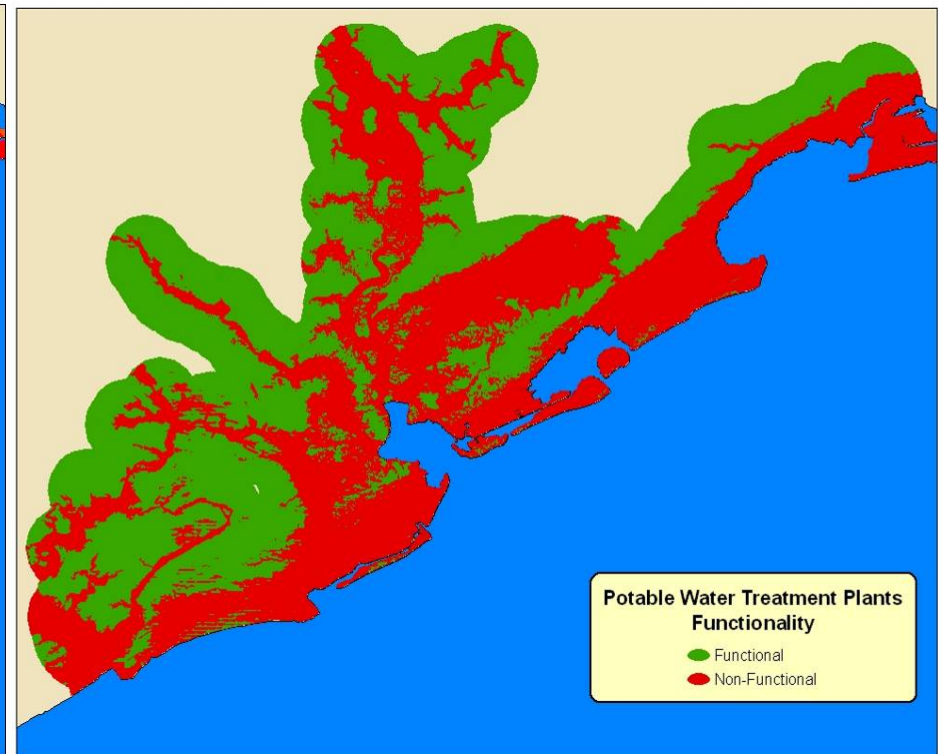 Potable Water Treatment Plants
Functionality
Functional
Non-Functional